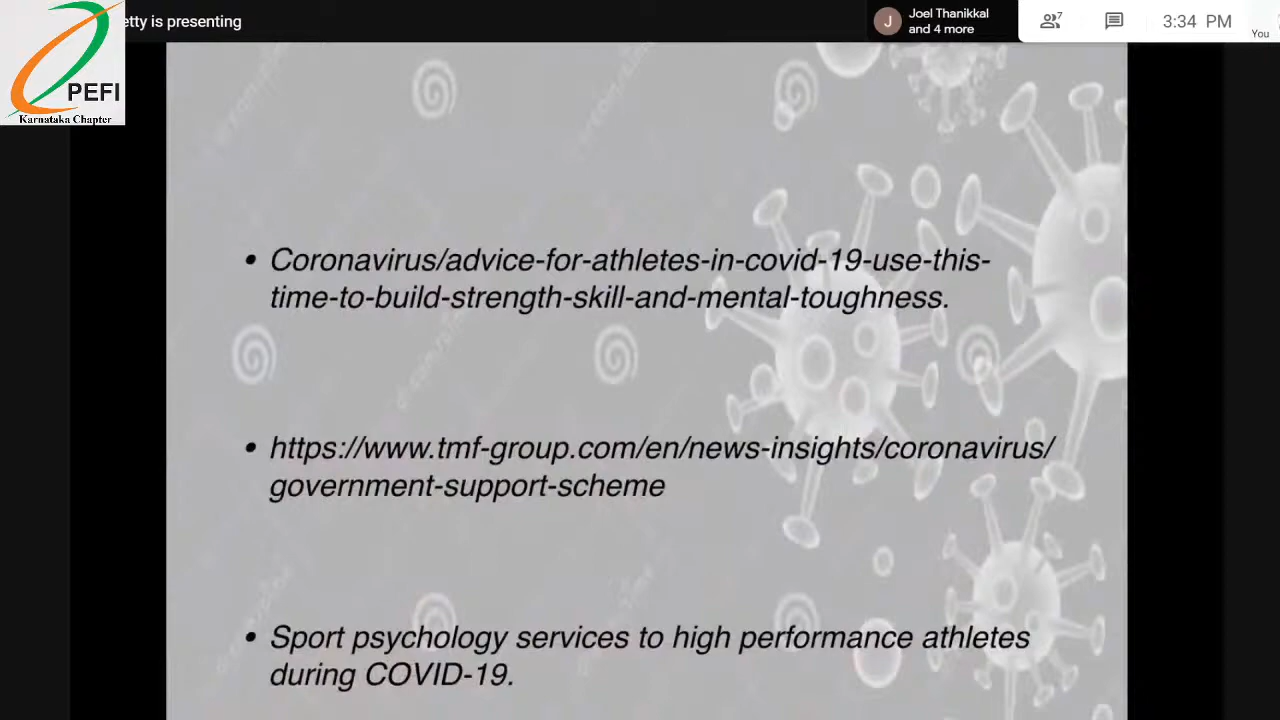 etty is presenting
J
Joel Thanikkal
and 4 more
7
3:34 PM
You
PEFI
Karnataka Chapter
• Coronavirus/advice-for-athletes-in-covid-19-use-this-
time-to-build-strength-skill-and-mental-toughness.
• https://www.tmf-group.com/en/news-insights/coronavirus/
government-support-scheme
• Sport psychology services to high performance athletes
during COVID-19.